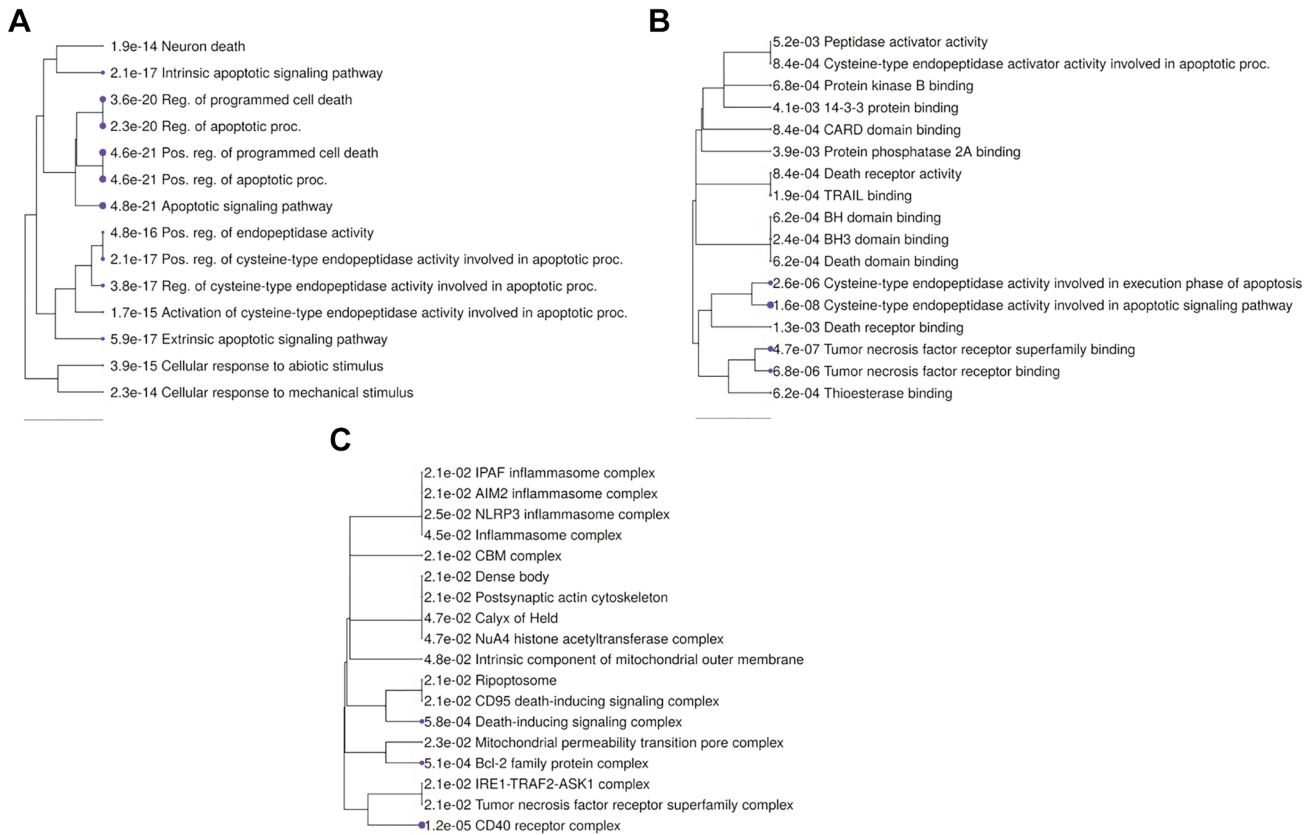 A
1.9e-14 Neuron death
2.1e-17 Intrinsic apoptotic signaling pathway
3.6e-20 Reg. of programmed cell death
2.3e-20 Reg. of apoptotic proc.
4.6e-21 Pos. reg. of programmed cell death
4.6e-21 Pos. reg. of apoptotic proc.
4.8e-21 Apoptotic signaling pathway
4.8e-16 Pos. reg. of endopeptidase activity
2.1e-17 Pos. reg. of cysteine-type endopeptidase activity involved in apoptotic proc.
3.8e-17 Reg. of cysteine-type endopeptidase activity involved in apoptotic proc.
1.7e-15 Activation of cysteine-type endopeptidase activity involved in apoptotic proc.
5.9e-17 Extrinsic apoptotic signaling pathway
3.9e-15 Cellular response to abiotic stimulus
2.3e-14 Cellular response to mechanical stimulus
B
5.2e-03 Peptidase activator activity
8.4e-04 Cysteine-type endopeptidase activator activity involved in apoptotic proc.
6.8e-04 Protein kinase B binding
4.1e-03 14-3-3 protein binding
8.4e-04 CARD domain binding
3.9e-03 Protein phosphatase 2A binding
8.4e-04 Death receptor activity
1.9e-04 TRAIL binding
6.2e-04 BH domain binding
2.4e-04 BH3 domain binding
6.2e-04 Death domain binding
2.6e-06 Cysteine-type endopeptidase activity involved in execution phase of apoptosis
1.6e-08 Cysteine-type endopeptidase activity involved in apoptotic signaling pathway
1.3e-03 Death receptor binding
4.7e-07 Tumor necrosis factor receptor superfamily binding
6.8e-06 Tumor necrosis factor receptor binding
6.2e-04 Thioesterase binding
C
2.1e-02 IPAF inflammasome complex
2.1e-02 AIM2 inflammasome complex
2.5e-02 NLRP3 inflammasome complex
4.5e-02 Inflammasome complex
2.1e-02 CBM complex
2.1e-02 Dense body
2.1e-02 Postsynaptic actin cytoskeleton
4.7e-02 Calyx of Held
4.7e-02 NuA4 histone acetyltransferase complex
4.8e-02 Intrinsic component of mitochondrial outer membrane
2.1e-02 Ripoptosome
2.1e-02 CD95 death-inducing signaling complex
5.8e-04 Death-inducing signaling complex
2.3e-02 Mitochondrial permeability transition pore complex
5.1e-04 Bcl-2 family protein complex
2.1e-02 IRE1-TRAF2-ASK1 complex
2.1e-02 Tumor necrosis factor receptor superfamily complex
1.2e-05 CD40 receptor complex